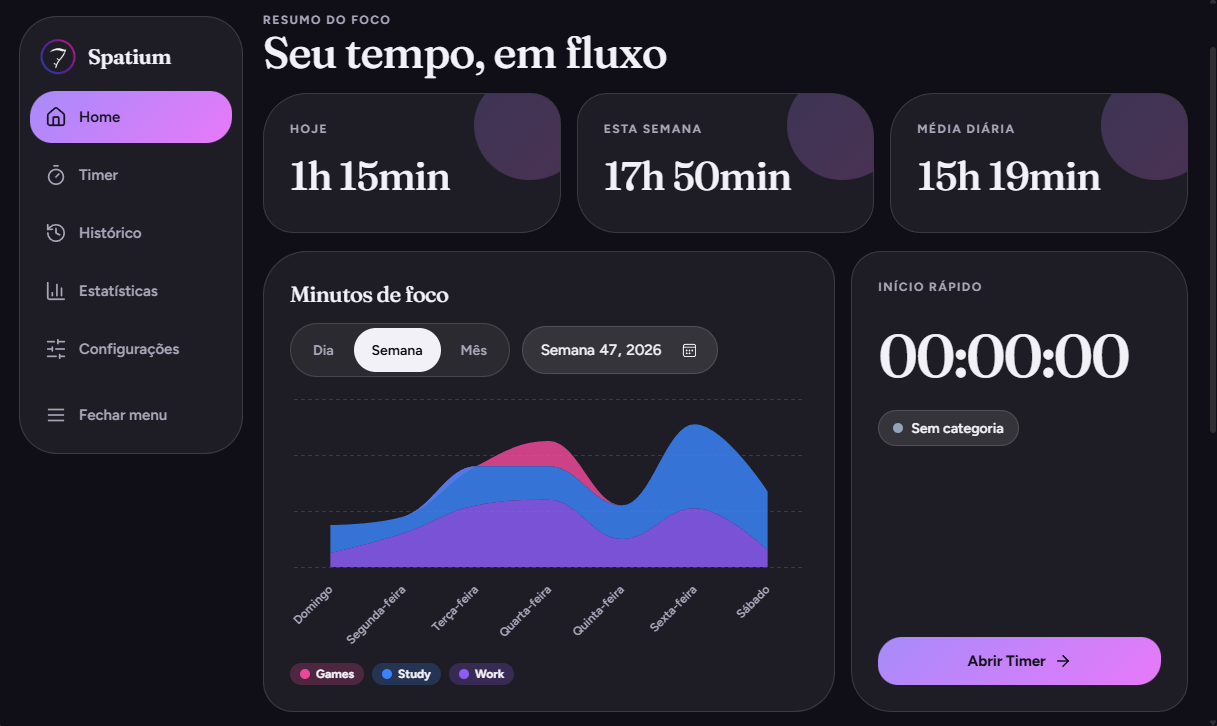 Spatium
Home
Timer
Histórico
Estatísticas
Configurações
Fechar menu
RESUMO DO FOCO
Seu tempo, em fluxo
HOJE
1h 15min
ESTA SEMANA
17h 50min
MÉDIA DIÁRIA
15h 19min
Minutos de foco
Dia Semana Mês Semana 47, 2026
Domingo Segunda-feira Terça-feira Quarta-feira Quinta-feira Sexta-feira Sábado
Games Study Work
INÍCIO RÁPIDO
00:00:00
Sem categoria
Abrir Timer →